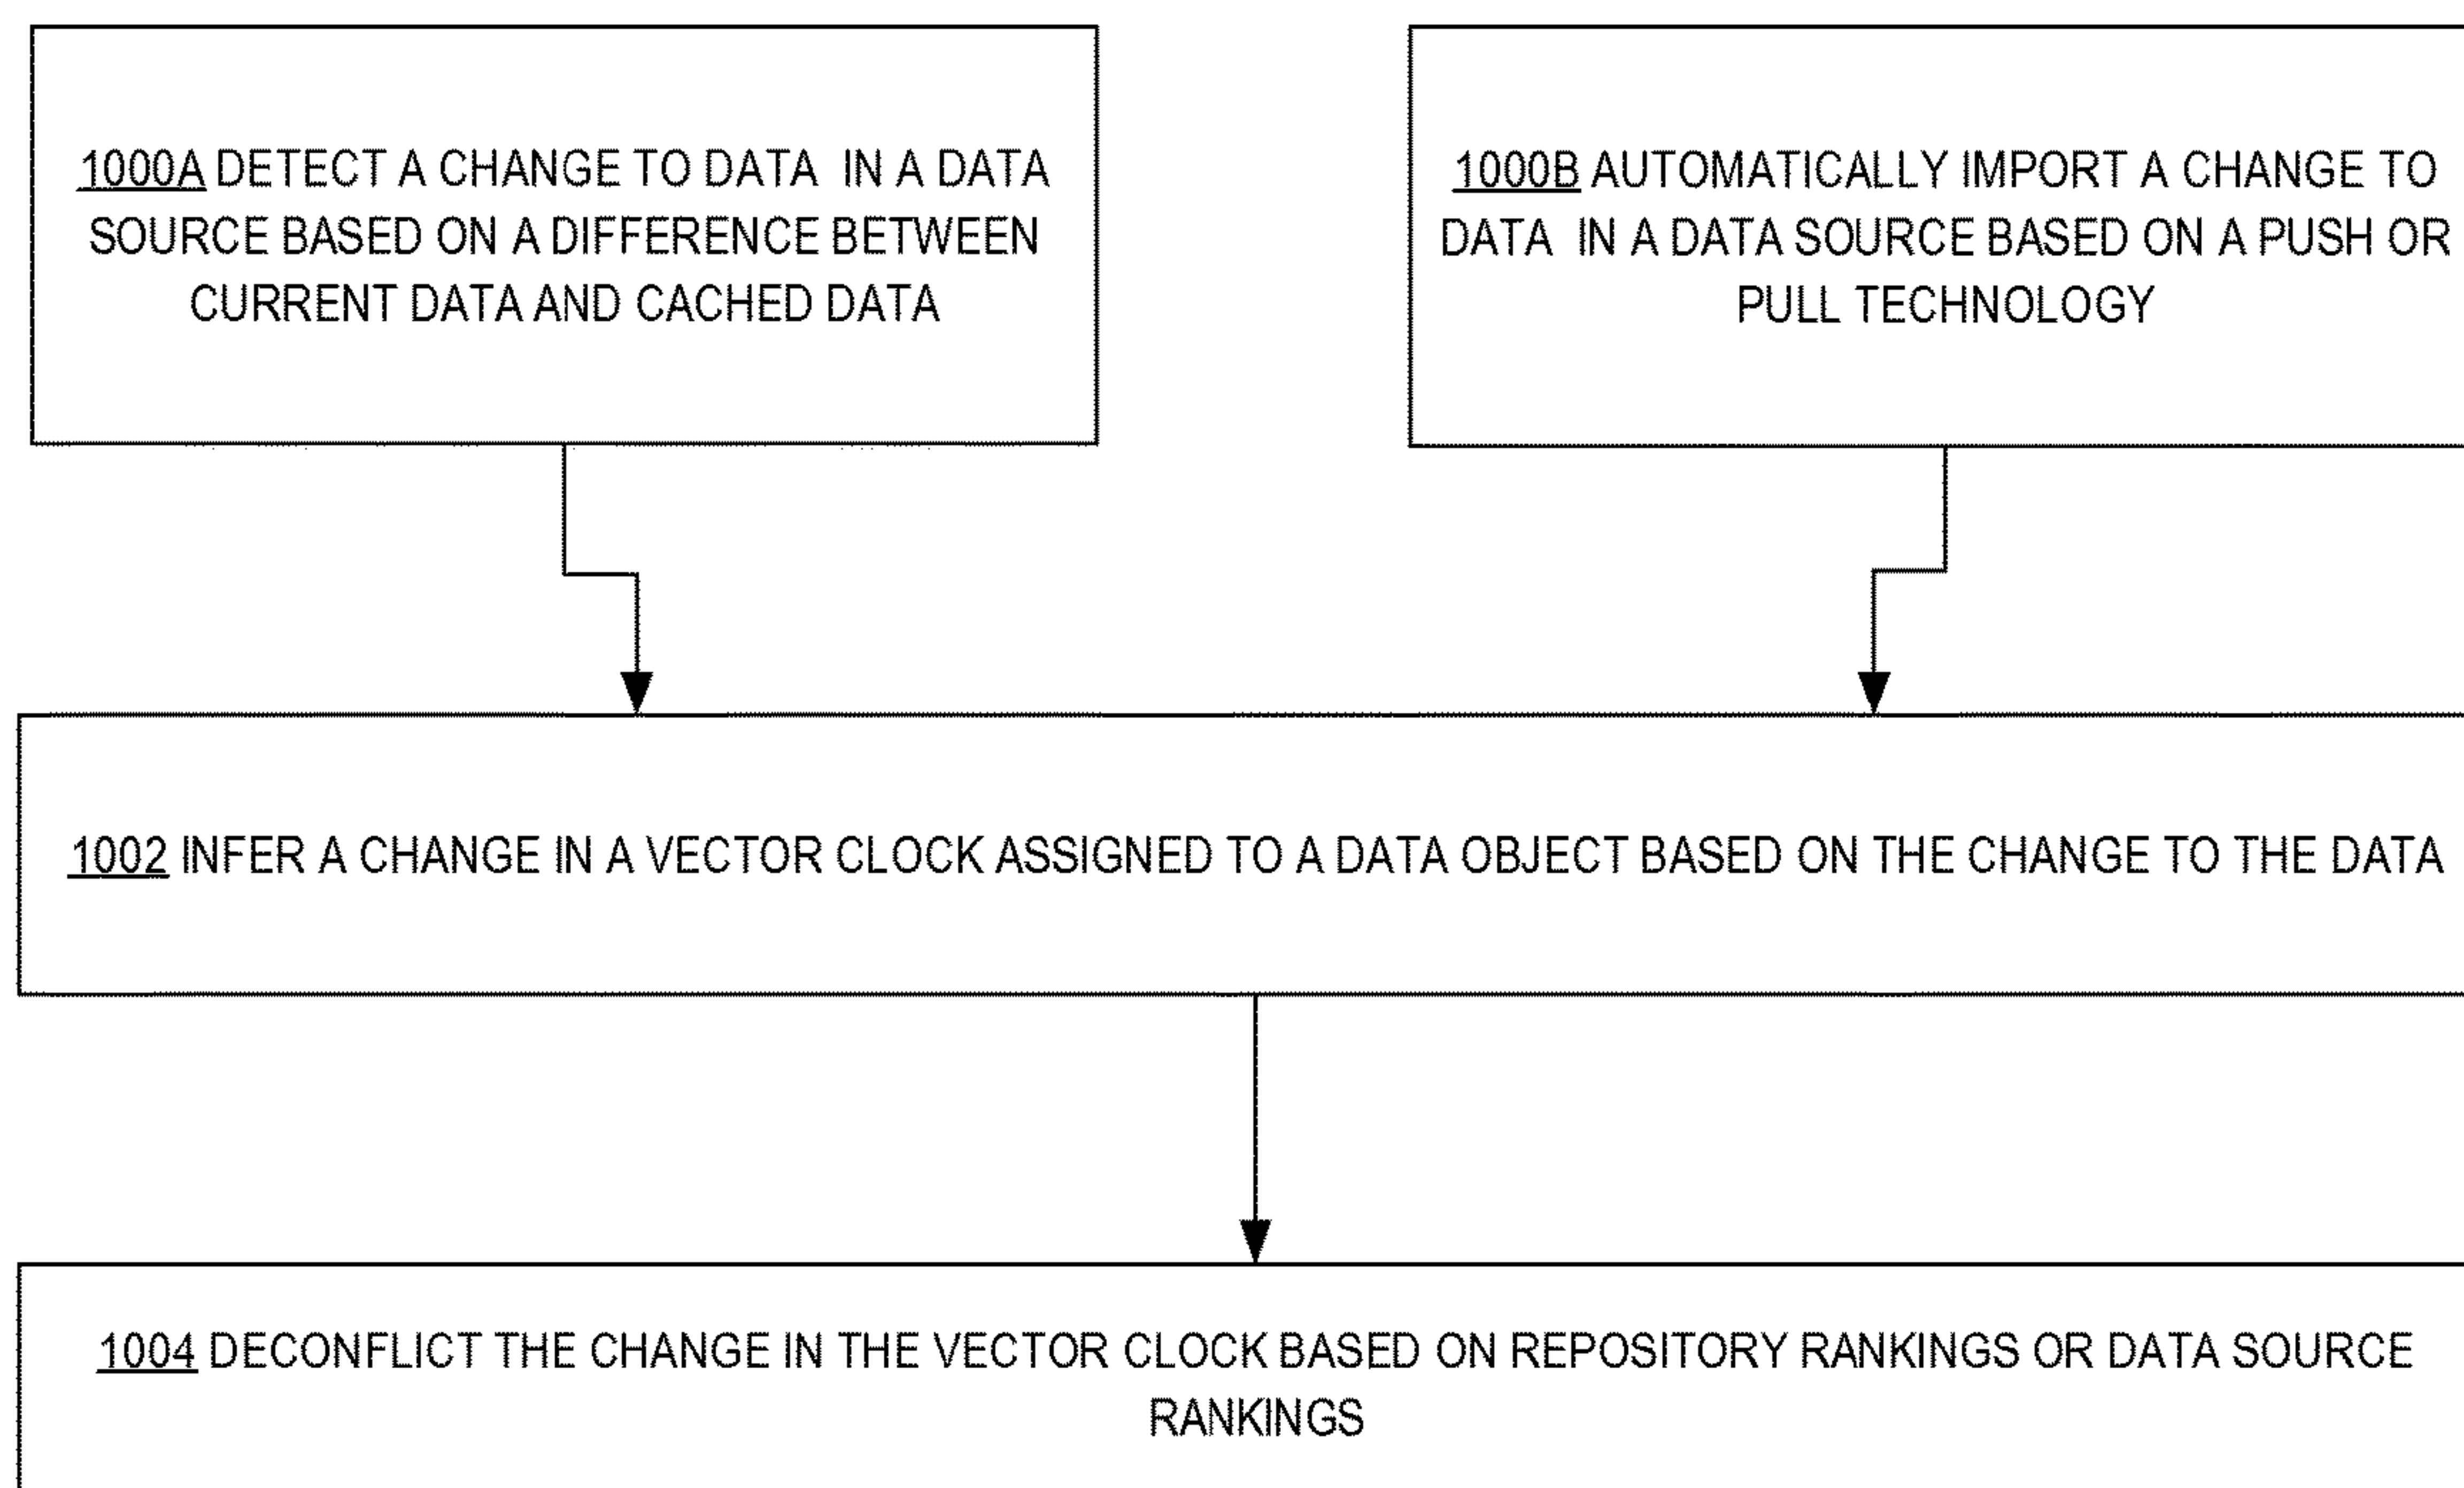 1000A DETECT A CHANGE TO DATA IN A DATA
SOURCE BASED ON A DIFFERENCE BETWEEN
CURRENT DATA AND CACHED DATA
1000B AUTOMATICALLY IMPORT A CHANGE TO
DATA IN A DATA SOURCE BASED ON A PUSH OR
PULL TECHNOLOGY
1002 INFER A CHANGE IN A VECTOR CLOCK ASSIGNED TO A DATA OBJECT BASED ON THE CHANGE TO THE DATA
1004 DECONFLICT THE CHANGE IN THE VECTOR CLOCK BASED ON REPOSITORY RANKINGS OR DATA SOURCE
RANKINGS